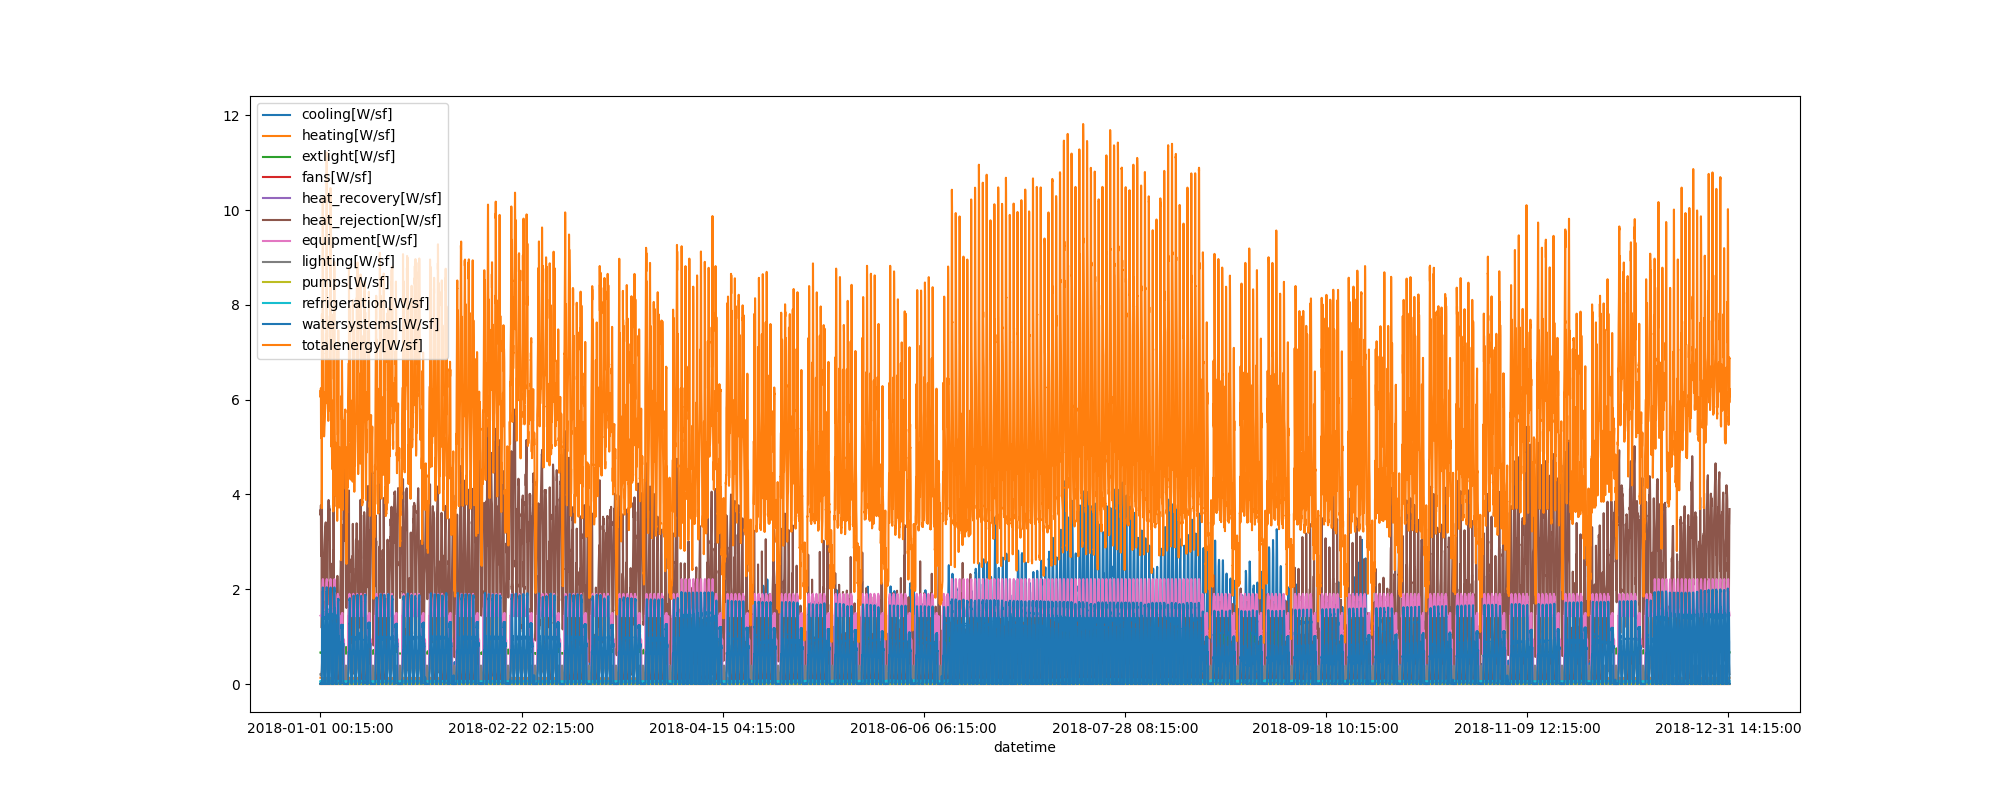 12
10
8
6
4
2
0
cooling[W/sf]
heating[W/sf]
extlight[W/sf]
fans[W/sf]
heat_recovery[W/sf]
heat_rejection[W/sf]
equipment[W/sf]
lighting[W/sf]
pumps[W/sf]
refrigeration[W/sf]
watersystems[W/sf]
totalenergy[W/sf]
2018-01-01 00:15:00 2018-02-22 02:15:00 2018-04-15 04:15:00 2018-06-06 06:15:00 2018-07-28 08:15:00 2018-09-18 10:15:00 2018-11-09 12:15:00 2018-12-31 14:15:00
datetime